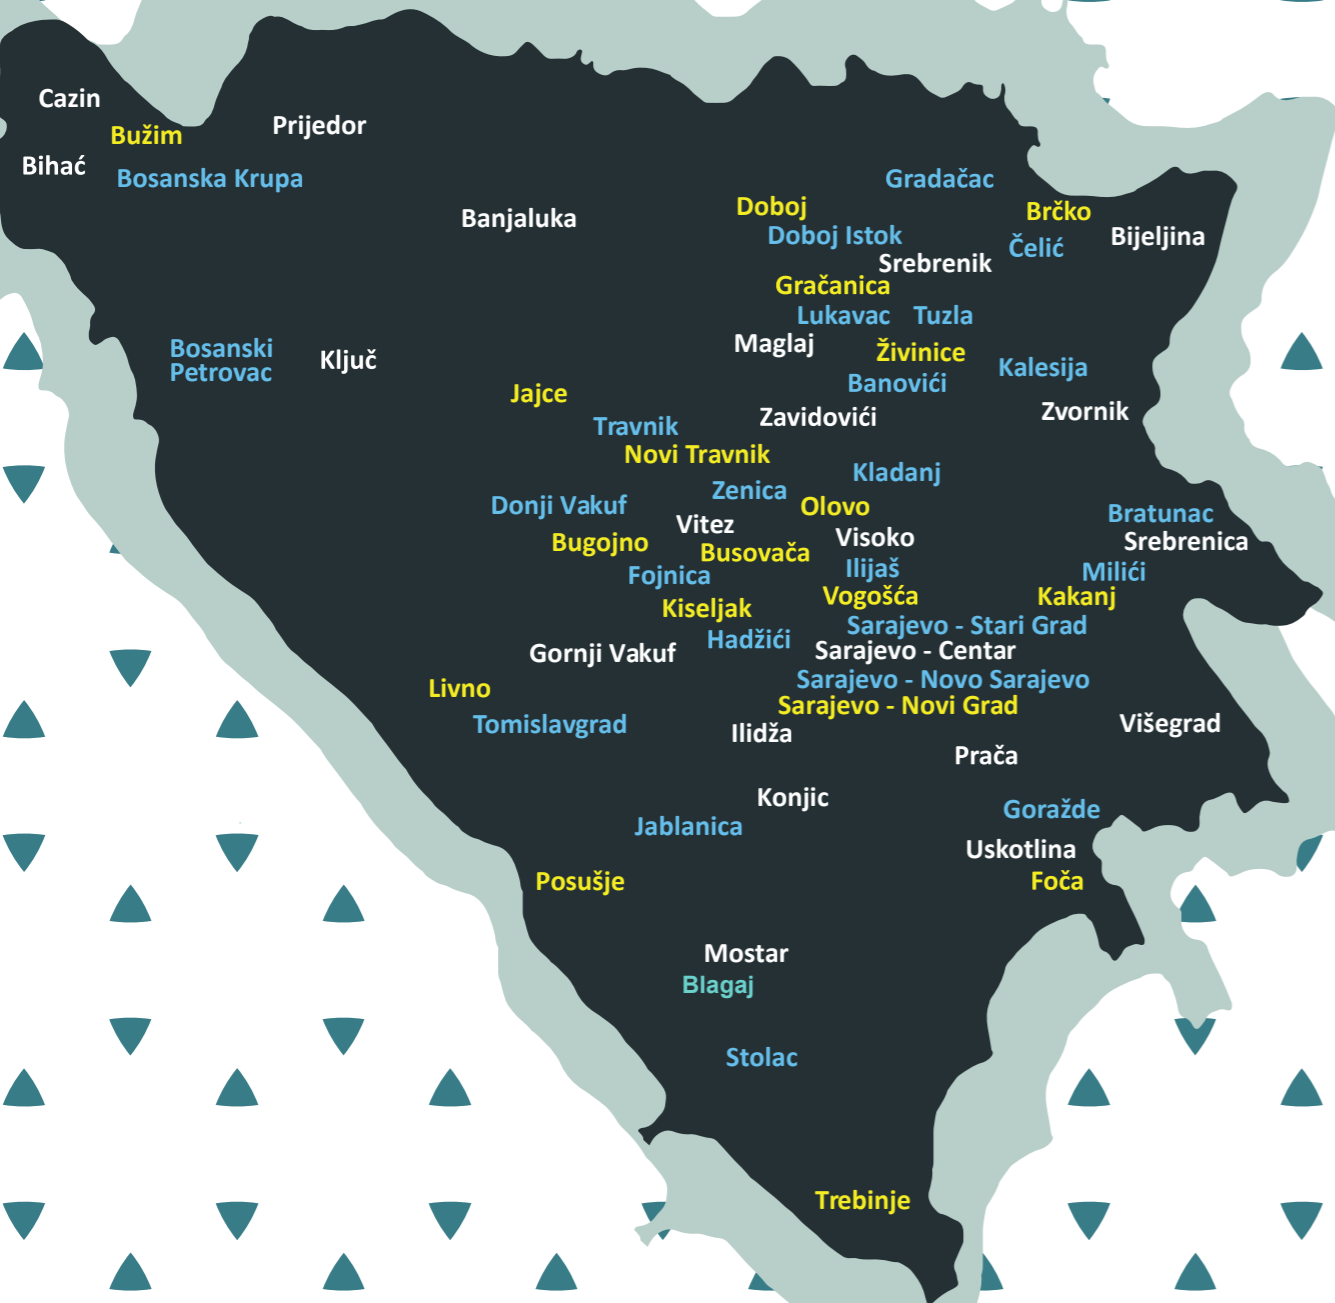 Cazin
Bužim
Prijedor
Bihać
Bosanska Krupa
Gradačac
Doboj
Brčko
Banjaluka
Doboj Istok
Bijeljina
Čelić
Srebrenik
Gračanica
Lukavac
Tuzla
Maglaj
Bosanski
Petrovac
Ključ
Živinice
Kalesija
Banovići
Jajce
Zavidovići
Zvornik
Travnik
Novi Travnik
Kladanj
Zenica
Donji Vakuf
Olovo
Bratunac
Vitez
Visoko
Srebrenica
Bugojno
Busovača
Ilijaš
Milići
Fojnica
Vogošća
Kakanj
Kiseljak
Sarajevo - Stari Grad
Hadžići
Sarajevo - Centar
Gornji Vakuf
Sarajevo - Novo Sarajevo
Livno
Sarajevo - Novi Grad
Tomislavgrad
Višegrad
Ilidža
Prača
Konjic
Goražde
Jablanica
Uskotlina
Posušje
Foča
Mostar
Blagaj
Stolac
Trebinje